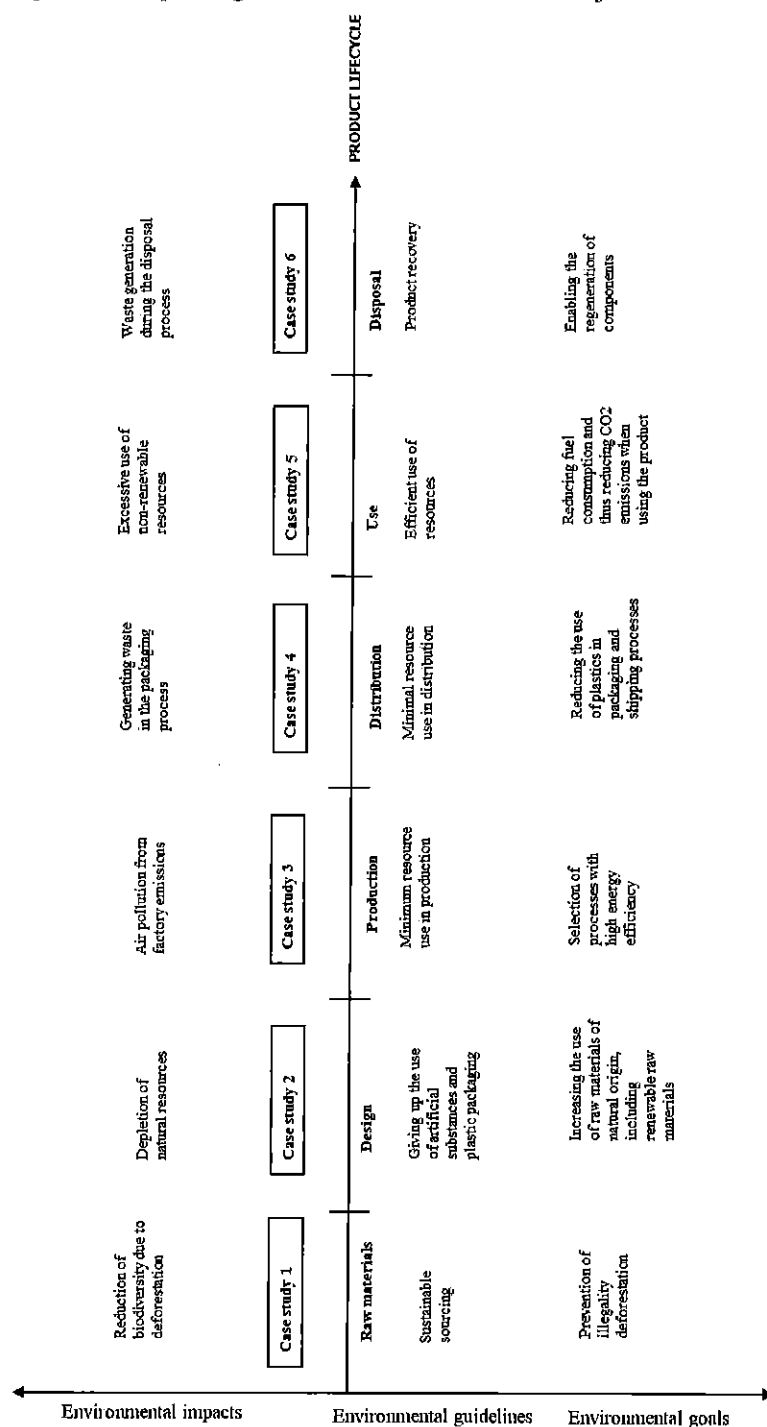 PRODUCT LIFECYCLE
Environmental impacts
Reduction of
biodiversity due to
deforestation
Depletion of
natural resources
Air pollution from
factory emissions
Generating waste
in the packaging
process
Excessive use of
non-renewable
resources
Waste generation
during the disposal
process
Case study 1
Case study 2
Case study 3
Case study 4
Case study 5
Case study 6
Raw materials
Design
Production
Distribution
Use
Disposal
Environmental guidelines
Sustainable
sourcing
Giving up the use
of artificial
substances and
plastic packaging
Minimum resource
use in production
Minimal resource
use in distribution
Efficient use of
resources
Product recovery
Environmental goals
Prevention of
illegality
deforestation
Increasing the use
of raw materials of
natural origin,
including
renewable raw
materials
Selection of
processes with
high energy
efficiency
Reducing the use
of plastics in
packaging and
shipping processes
Reducing fuel
consumption and
thus reducing CO2
emissions when
using the product
Enabling the
regeneration of
components